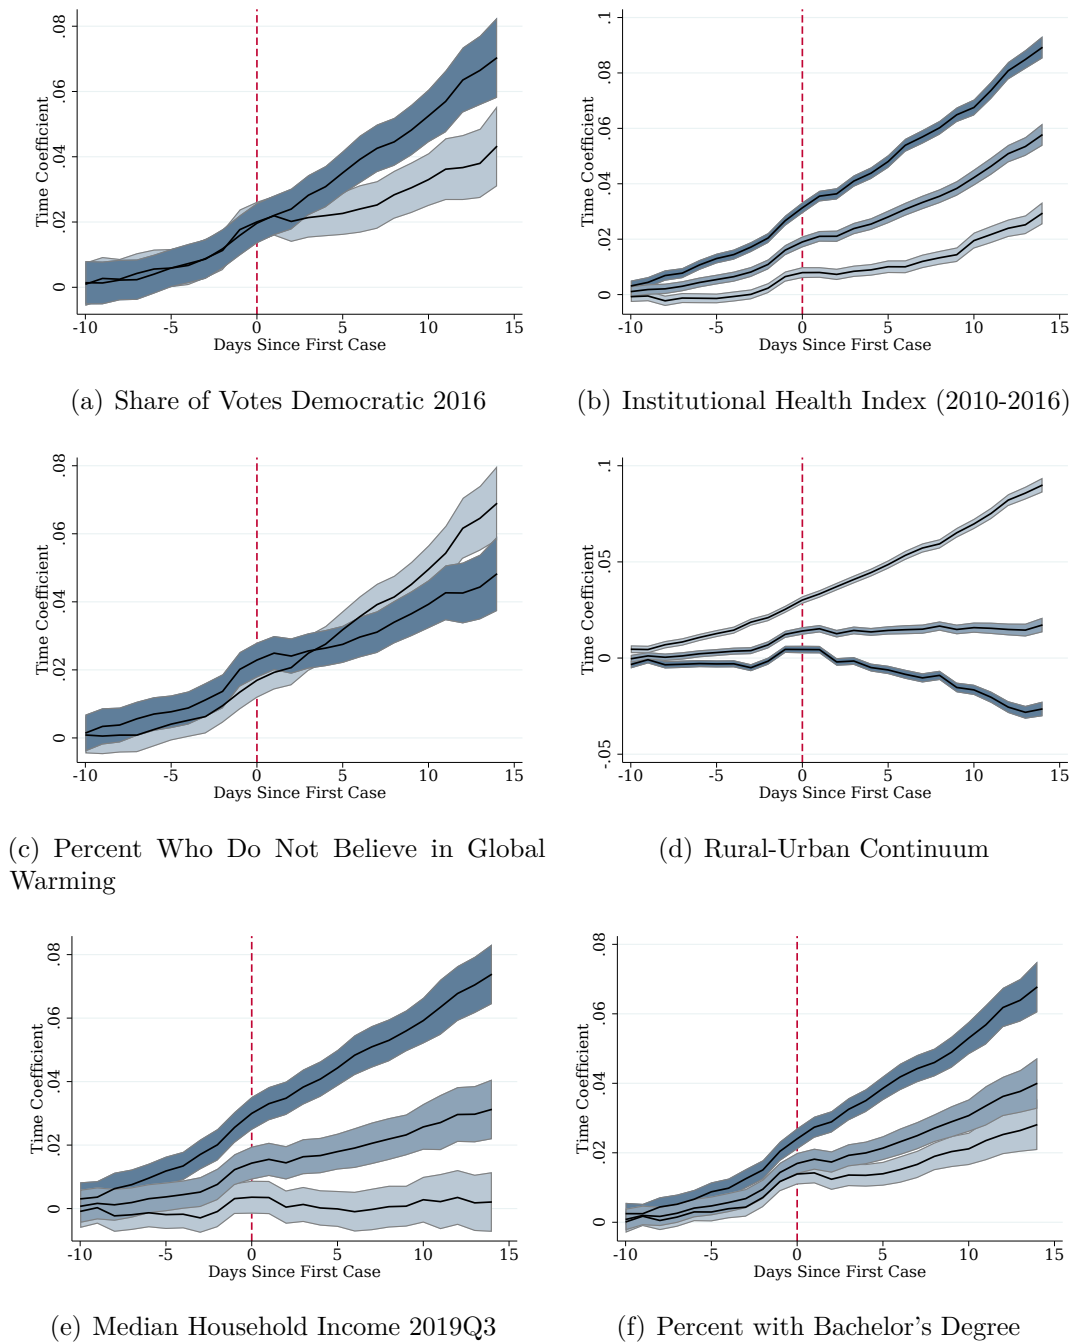 .08
.06
.04
.02
0
Time Coefficient
-10 -5 0 5 10 15
Days Since First Case
(a) Share of Votes Democratic 2016
.1
.08
.06
.04
.02
0
Time Coefficient
-10 -5 0 5 10 15
Days Since First Case
(b) Institutional Health Index (2010-2016)
.08
.06
.04
.02
0
Time Coefficient
-10 -5 0 5 10 15
Days Since First Case
(c) Percent Who Do Not Believe in Global
Warming
.1
.05
0
-.05
Time Coefficient
-10 -5 0 5 10 15
Days Since First Case
(d) Rural-Urban Continuum
.08
.06
.04
.02
0
Time Coefficient
-10 -5 0 5 10 15
Days Since First Case
(e) Median Household Income 2019Q3
.08
.06
.04
.02
0
Time Coefficient
-10 -5 0 5 10 15
Days Since First Case
(f) Percent with Bachelor's Degree